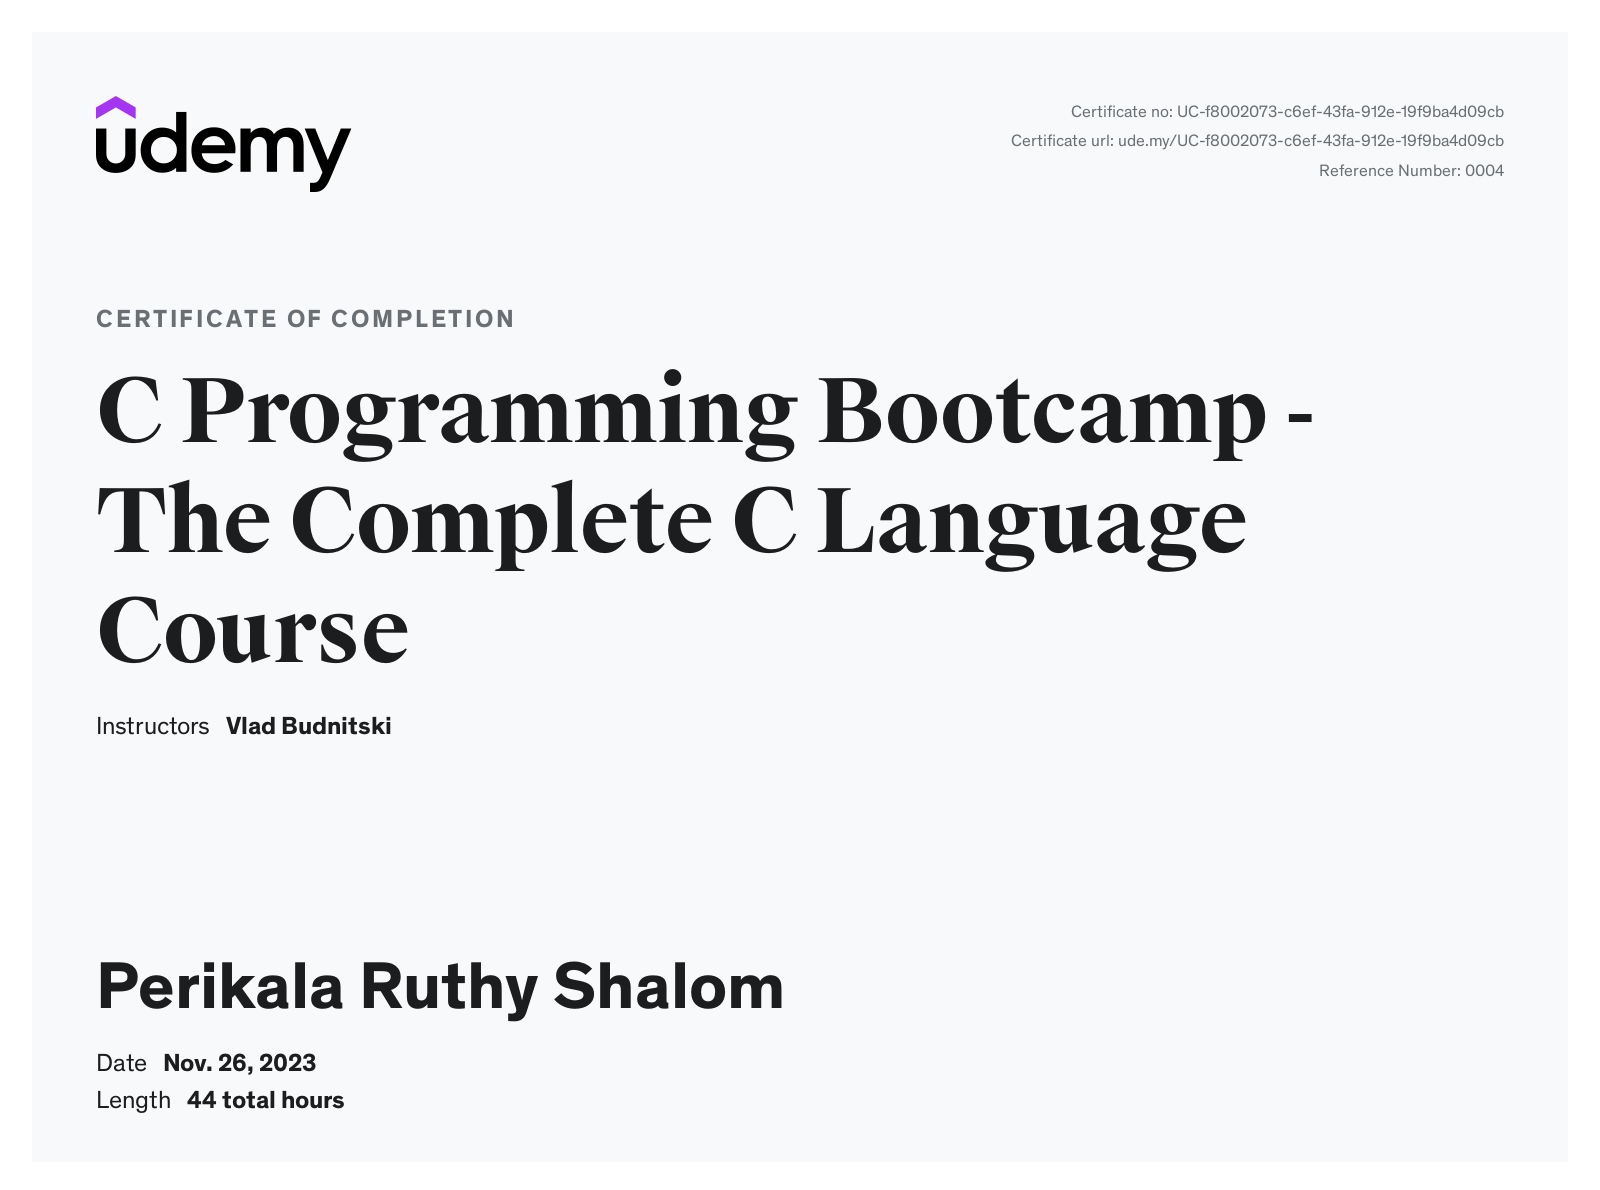 udemy
Certificate no: UC-f8002073-c6ef-43fa-912e-19f9ba4d09cb
Certificate url: ude.my/UC-f8002073-c6ef-43fa-912e-19f9ba4d09cb
Reference Number: 0004
CERTIFICATE OF COMPLETION
C Programming Bootcamp -
The Complete C Language
Course
Instructors Vlad Budnitski
Perikala Ruthy Shalom
Date Nov. 26, 2023
Length 44 total hours